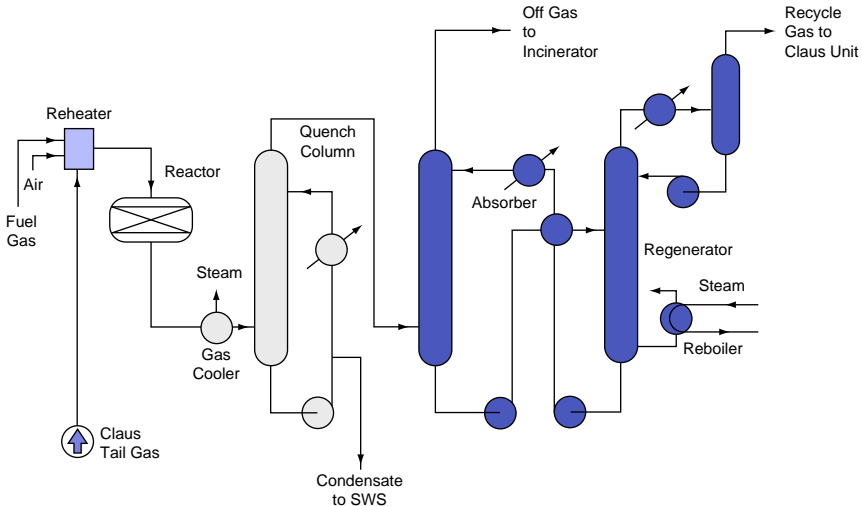 Off Gas
to
Incinerator
Recycle
Gas to
Claus Unit
Reheater
Quench
Column
Reactor
Air
Fuel
Gas
Absorber
Regenerator
Steam
Steam
Gas
Cooler
Reboiler
Claus
Tail Gas
Condensate
to SWS